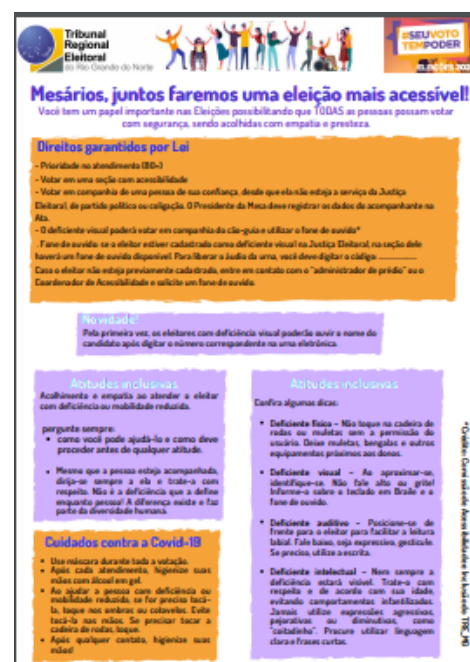 Tribunal
Regional
Eleitoral
do Rio Grande do Norte
#SEUVOTO
TEMPODER
ELEIÇÕES 202
Mesários, juntos faremos uma eleição mais acessível!
Você tem um papel importante nas Eleições possibilitando que TODAS as pessoas possam votar
com segurança, sendo acolhidas com empatia e presteza.
Direitos garantidos por Lei
- Prioridade no atendimento (80+)
- Votar em uma seção com acessibilidade
- Votar em companhia de uma pessoa de sua confiança, desde que ela não esteja a serviço da Justiça
Eleitoral, de partido político ou coligação. O Presidente da Mesa deve registrar os dados do acompanhante na
Ata.
- O deficiente visual poderá votar em companhia do cão-guia e utilizar o fone de ouvido*
. Fone de ouvido: se o eleitor estiver cadastrado como deficiente visual na Justiça Eleitoral, na seção dele
haverá um fone de ouvido disponível. Para liberar o áudio da urna, você deve digitar o código: ..................
Caso o eleitor não esteja previamente cadastrado, entre em contato com o "administrador de prédio" ou o
Coordenador de Acessibilidade e solicite um fone de ouvido.
Novidade!
Pela primeira vez, os eleitores com deficiência visual poderão ouvir o nome do
candidato após digitar o número correspondente na urna eletrônica.
Atitudes inclusivas
Acolhimento e empatia ao atender o eleitor
com deficiência ou mobilidade reduzida.
pergunte sempre:
• como você pode ajudá-lo e como deve
proceder antes de qualquer atitude.
• Mesmo que a pessoa esteja acompanhada,
dirija-se sempre a ela e trate-a com
respeito. Não é a deficiência que a define
enquanto pessoa! A diferença existe e faz
parte da diversidade humana.
Cuidados contra a Covid-19
• Use máscara durante toda a votação.
• Após cada atendimento, higienize suas
mãos com álcool em gel.
• Ao ajudar a pessoa com deficiência ou
mobilidade reduzida, se for preciso tocá-
la, toque nos ombros ou cotovelos. Evite
tocá-la nas mãos. Se precisar tocar a
cadeira de rodas, toque.
• Após qualquer contato, higienize suas
mãos!
Atitudes inclusivas
Confira algumas dicas:
• Deficiente físico – Não toque na cadeira de
rodas ou muletas sem a permissão do
usuário. Deixe muletas, bengalas e outros
equipamentos próximos aos donos.
• Deficiente visual – Ao aproximar-se,
identifique-se. Não fale alto ou grite!
Informe-o sobre o teclado em Braile e o
fone de ouvido.
• Deficiente auditivo – Posicione-se de
frente para o eleitor para facilitar a leitura
labial. Fale baixo, seja expressivo, gesticule.
Se preciso, utilize a escrita.
• Deficiente intelectual – Nem sempre a
deficiência estará visível. Trate-o com
respeito e de acordo com sua idade,
evitando comportamentos infantilizados.
Jamais utilize expressões agressivas,
pejorativas ou diminutivos, como
"coitadinho". Procure utilizar linguagem
clara e frases curtas.
*Crédito: Comissão de Acessibilidade e Inclusão do TRE/MG